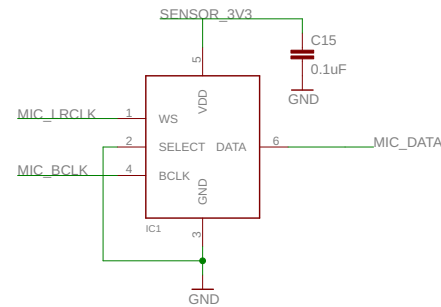 SENSOR_3V3
C15
0.1uF
GND
5
VDD
MIC_LRCLK
1
WS
2
SELECT
DATA
6
MIC_DATA
MIC_BCLK
4
BCLK
GND
IC1
3
GND